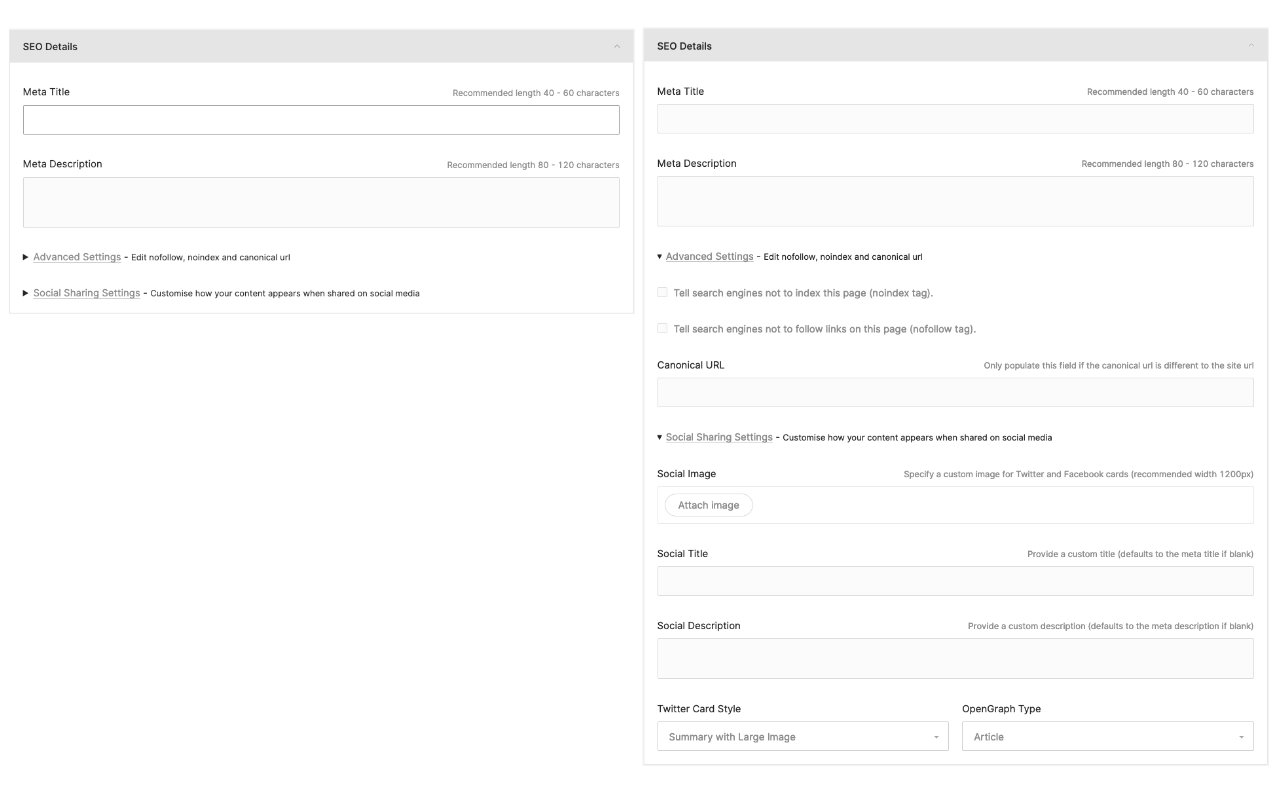 SEO Details
Meta Title
Recommended length 40 - 60 characters
Meta Description
Recommended length 80 - 120 characters
Advanced Settings - Edit nofollow, noindex and canonical url
Social Sharing Settings - Customise how your content appears when shared on social media
SEO Details
Meta Title
Recommended length 40 - 60 characters
Meta Description
Recommended length 80 - 120 characters
Advanced Settings - Edit nofollow, noindex and canonical url
Tell search engines not to index this page (noindex tag).
Tell search engines not to follow links on this page (nofollow tag).
Canonical URL
Only populate this field if the canonical url is different to the site url
Social Sharing Settings - Customise how your content appears when shared on social media
Social Image
Specify a custom image for Twitter and Facebook cards (recommended width 1200px)
Attach image
Social Title
Provide a custom title (defaults to the meta title if blank)
Social Description
Provide a custom description (defaults to the meta description if blank)
Twitter Card Style
OpenGraph Type
Summary with Large Image
Article